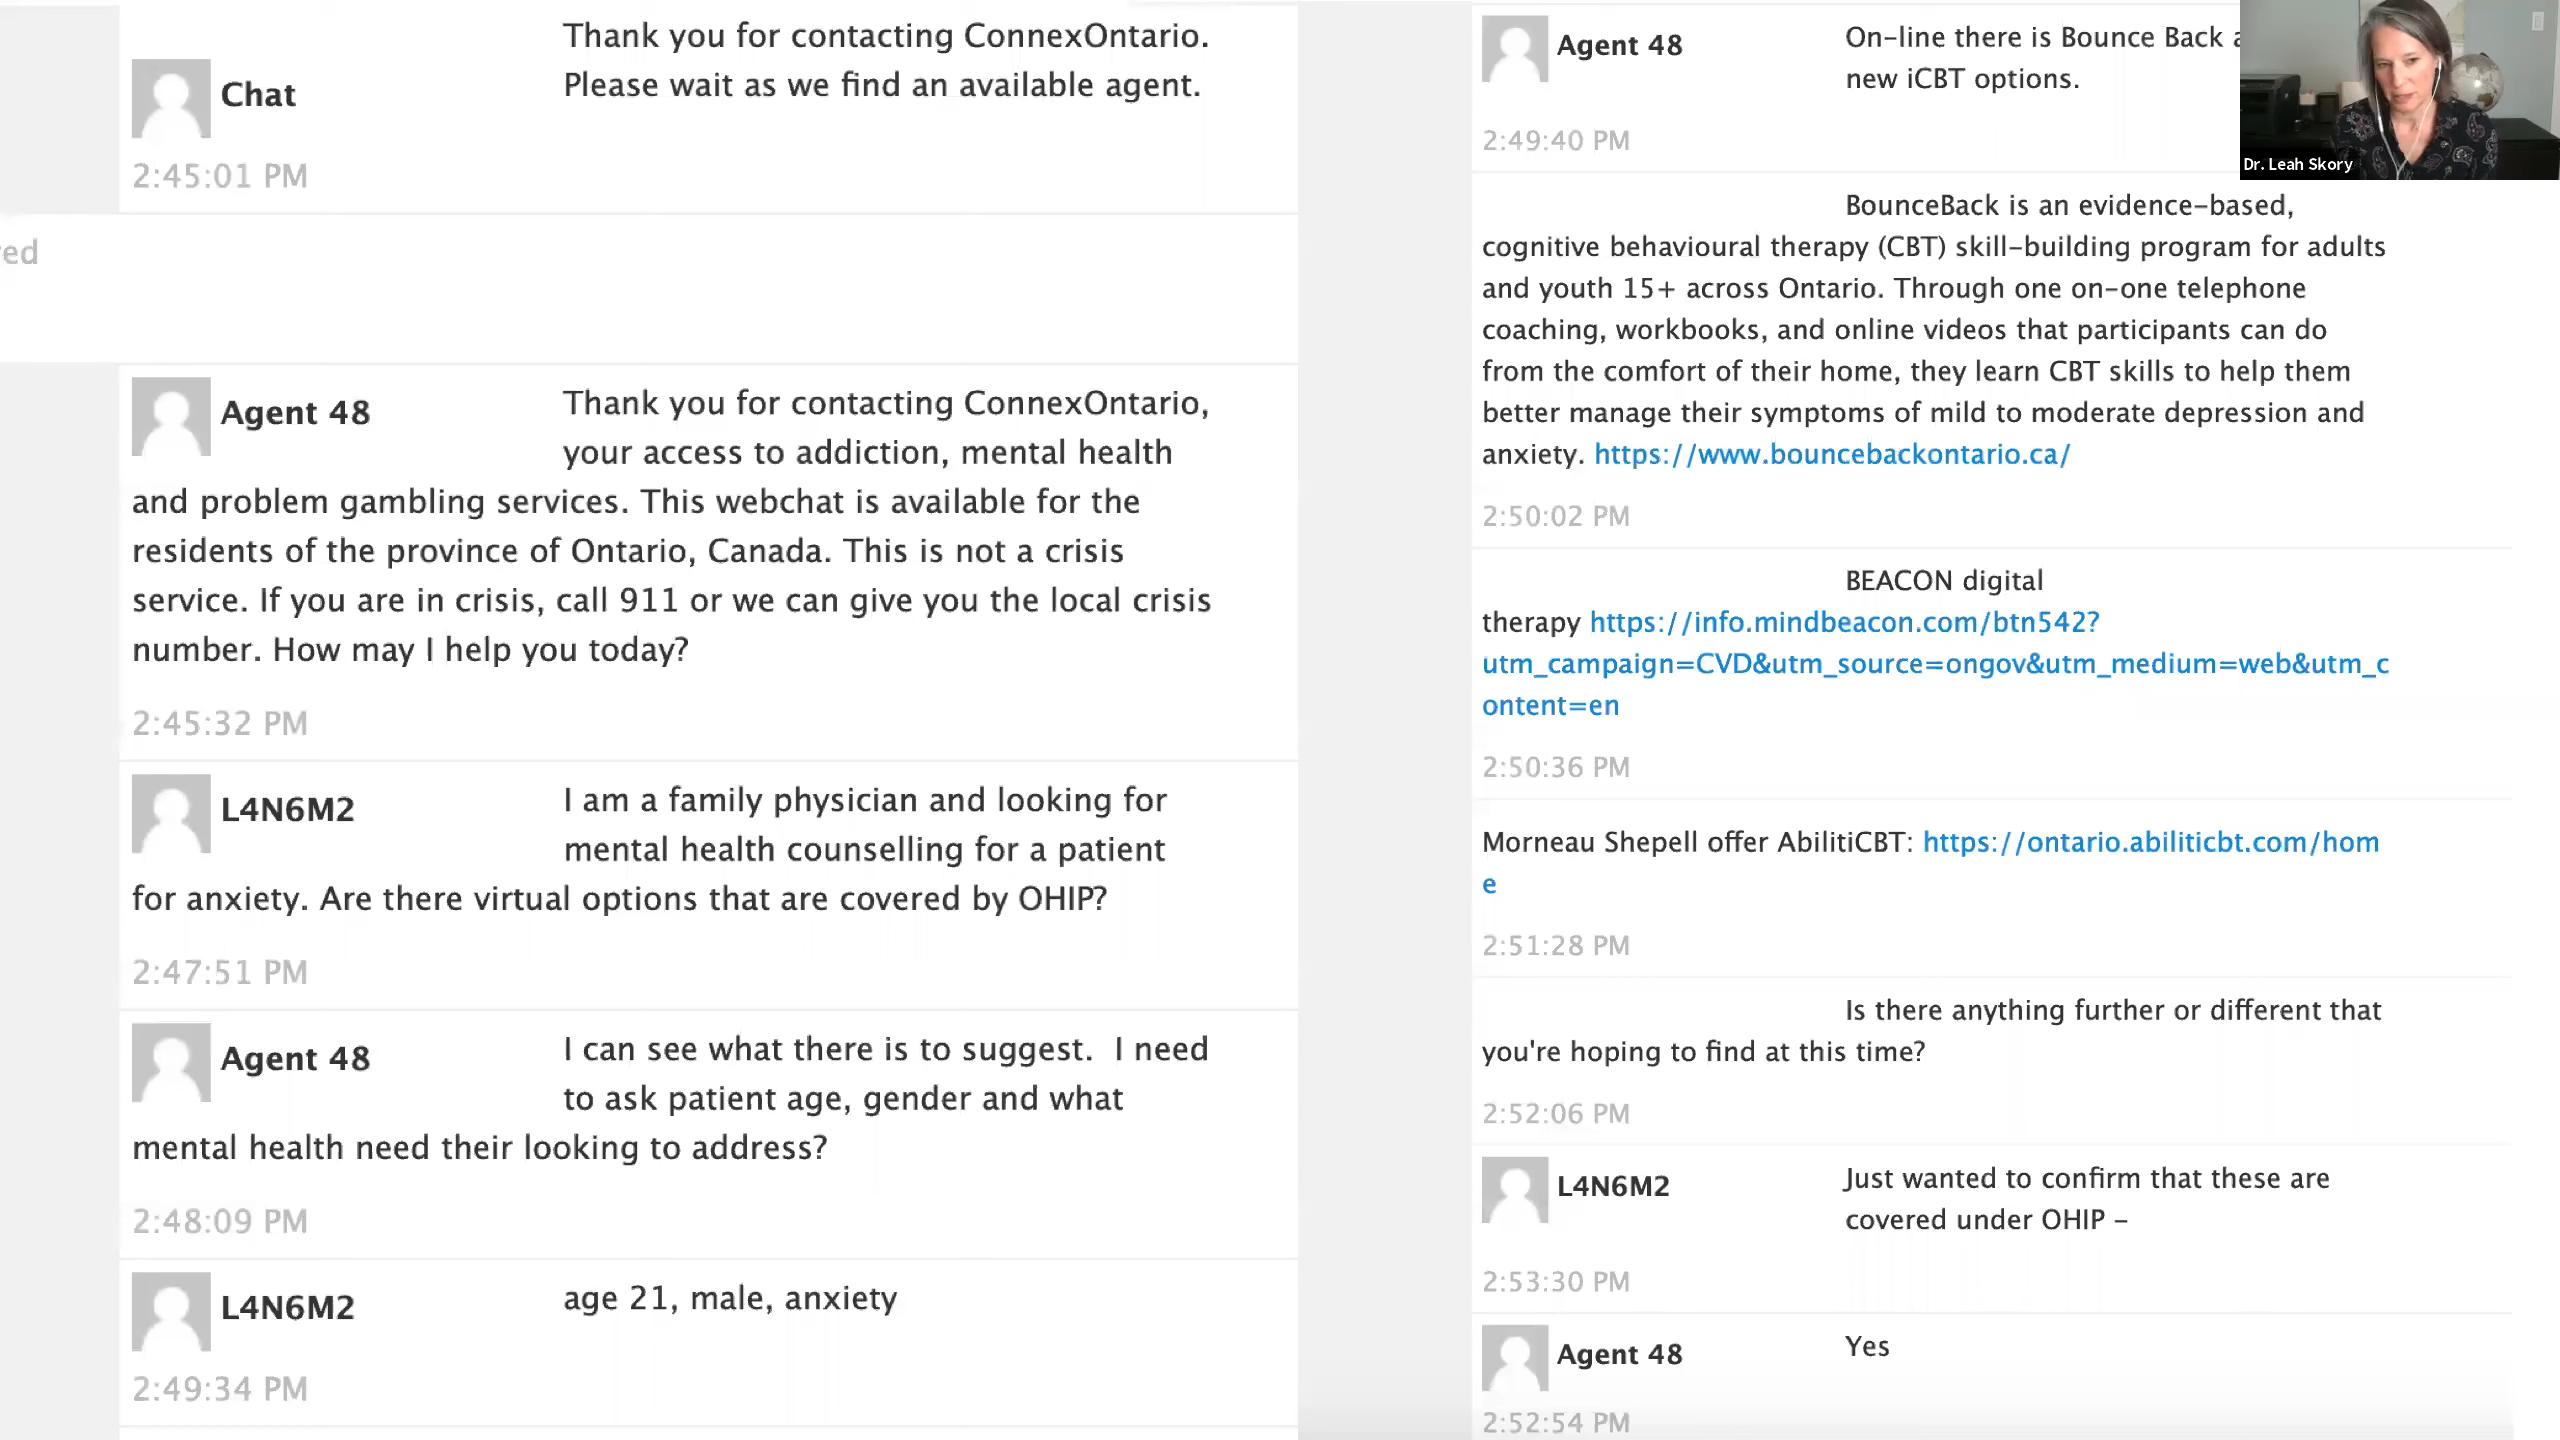 Thank you for contacting ConnexOntario.
Please wait as we find an available agent.
Chat
2:45:01 PM
ed
Agent 48
Thank you for contacting ConnexOntario,
your access to addiction, mental health
and problem gambling services. This webchat is available for the
residents of the province of Ontario, Canada. This is not a crisis
service. If you are in crisis, call 911 or we can give you the local crisis
number. How may I help you today?
2:45:32 PM
L4N6M2
I am a family physician and looking for
mental health counselling for a patient
for anxiety. Are there virtual options that are covered by OHIP?
2:47:51 PM
Agent 48
I can see what there is to suggest.  I need
to ask patient age, gender and what
mental health need their looking to address?
2:48:09 PM
L4N6M2
age 21, male, anxiety
2:49:34 PM
Agent 48
On-line there is Bounce Back
new iCBT options.
2:49:40 PM
BounceBack is an evidence-based,
cognitive behavioural therapy (CBT) skill-building program for adults
and youth 15+ across Ontario. Through one on-one telephone
coaching, workbooks, and online videos that participants can do
from the comfort of their home, they learn CBT skills to help them
better manage their symptoms of mild to moderate depression and
anxiety. https://www.bouncebackontario.ca/
2:50:02 PM
BEACON digital
therapy https://info.mindbeacon.com/btn542?
utm_campaign=CVD&utm_source=ongov&utm_medium=web&utm_c
ontent=en
2:50:36 PM
Morneau Shepell offer AbilitiCBT: https://ontario.abiliticbt.com/hom
e
2:51:28 PM
Is there anything further or different that
you're hoping to find at this time?
2:52:06 PM
L4N6M2
Just wanted to confirm that these are
covered under OHIP -
2:53:30 PM
Agent 48
Yes
2:52:54 PM
Dr. Leah Skory